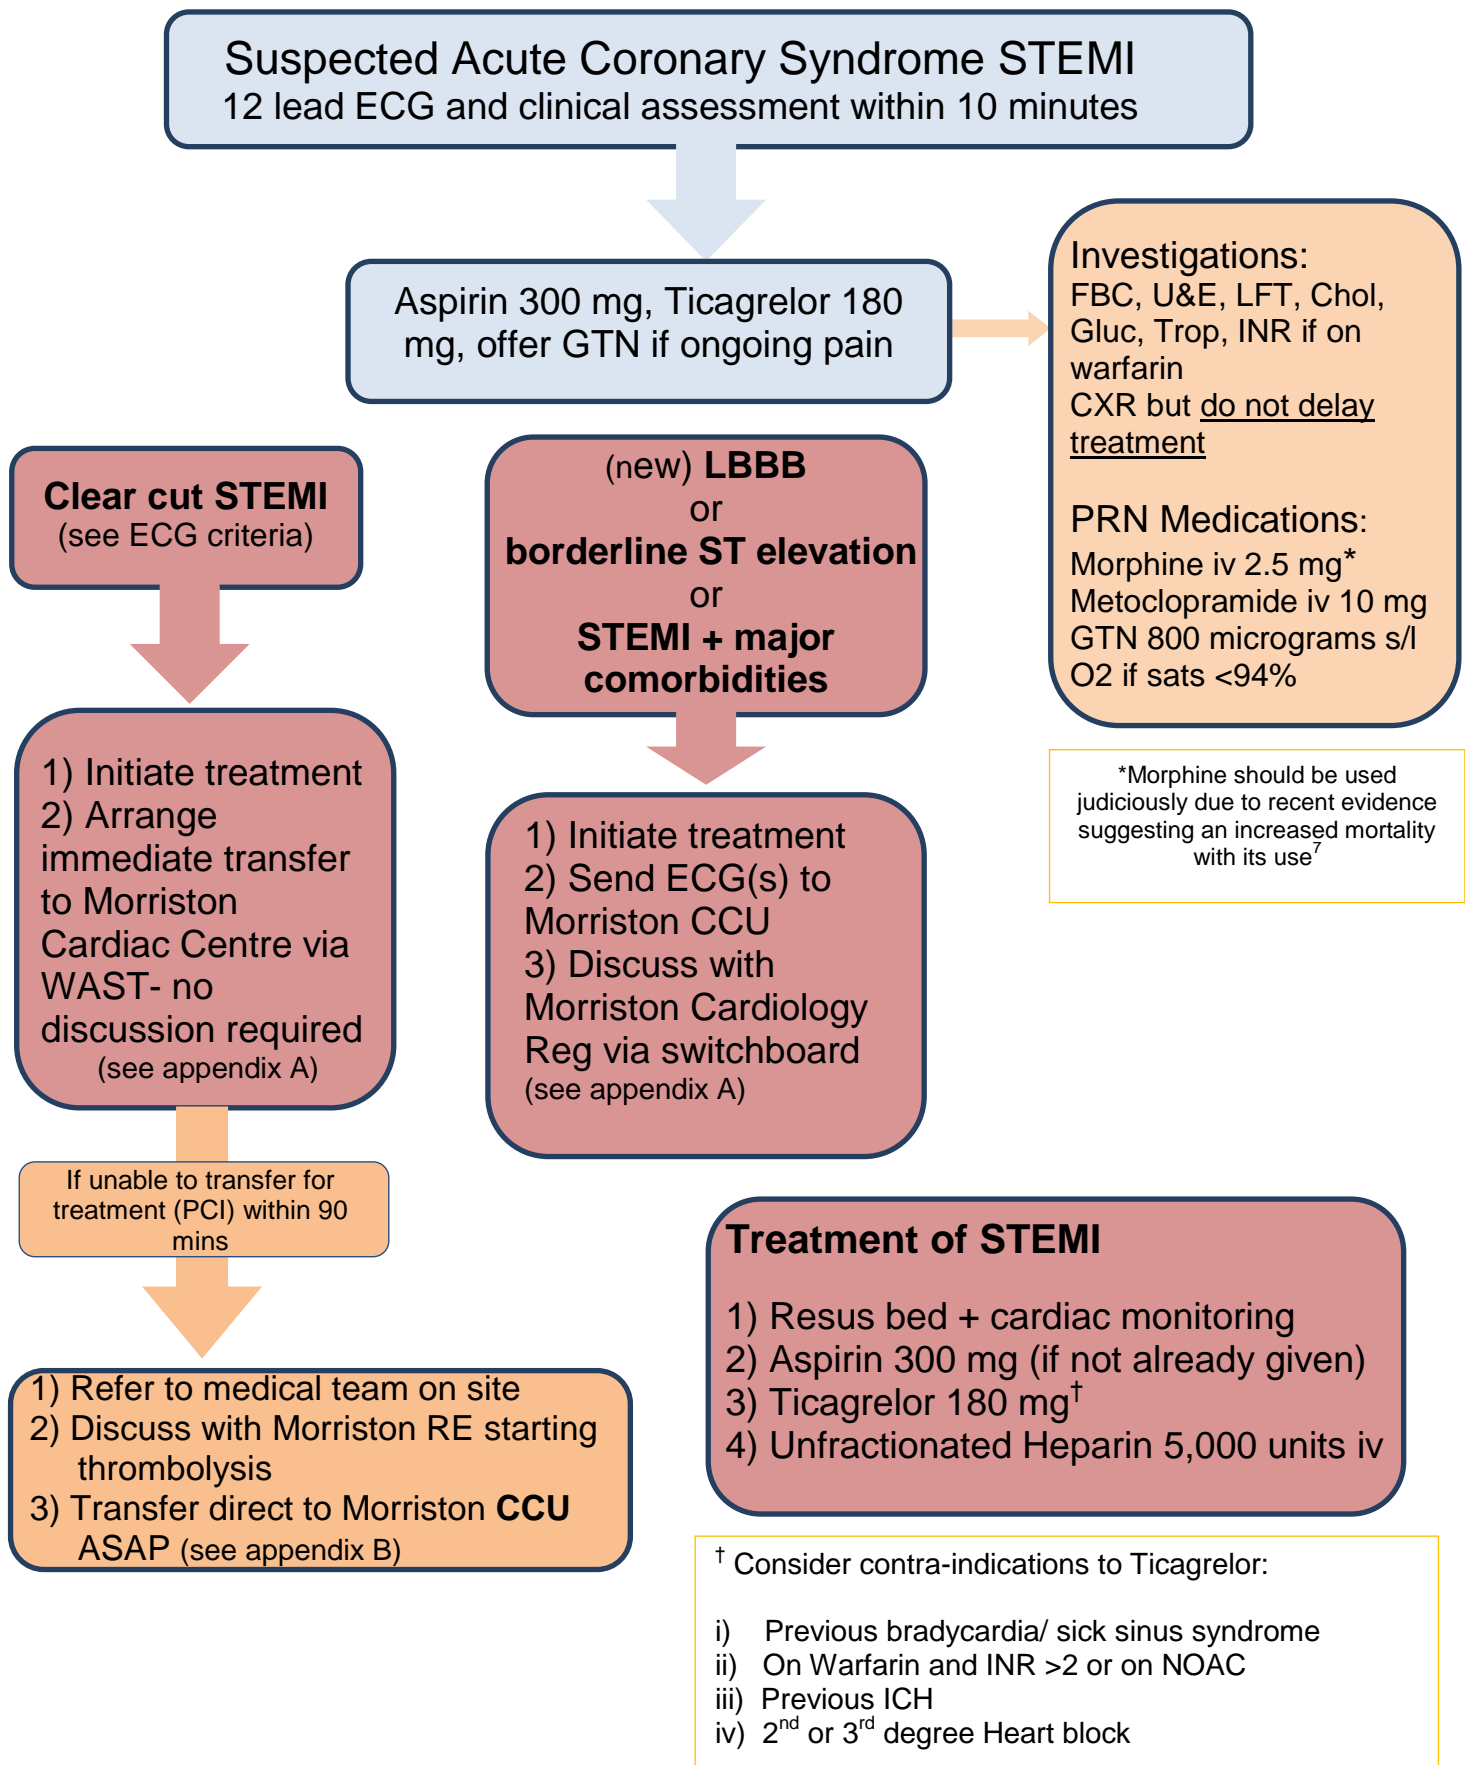 Suspected Acute Coronary Syndrome STEMI
12 lead ECG and clinical assessment within 10 minutes
Aspirin 300 mg, Ticagrelor 180
mg, offer GTN if ongoing pain
Investigations:
FBC, U&E, LFT, Chol,
Gluc, Trop, INR if on
warfarin
CXR but do not delay
treatment
PRN Medications:
Morphine iv 2.5 mg*
Metoclopramide iv 10 mg
GTN 800 micrograms s/l
O2 if sats <94%
*Morphine should be used
judiciously due to recent evidence
suggesting an increased mortality
with its use⁷
Clear cut STEMI
(see ECG criteria)
1) Initiate treatment
2) Arrange
immediate transfer
to Morriston
Cardiac Centre via
WAST- no
discussion required
(see appendix A)
If unable to transfer for
treatment (PCI) within 90
mins
1) Refer to medical team on site
2) Discuss with Morriston RE starting
thrombolysis
3) Transfer direct to Morriston CCU
ASAP (see appendix B)
(new) LBBB
or
borderline ST elevation
or
STEMI + major
comorbidities
1) Initiate treatment
2) Send ECG(s) to
Morriston CCU
3) Discuss with
Morriston Cardiology
Reg via switchboard
(see appendix A)
Treatment of STEMI
1) Resus bed + cardiac monitoring
2) Aspirin 300 mg (if not already given)
3) Ticagrelor 180 mg†
4) Unfractionated Heparin 5,000 units iv
† Consider contra-indications to Ticagrelor:
i) Previous bradycardia/ sick sinus syndrome
ii) On Warfarin and INR >2 or on NOAC
iii) Previous ICH
iv) 2nd or 3rd degree Heart block